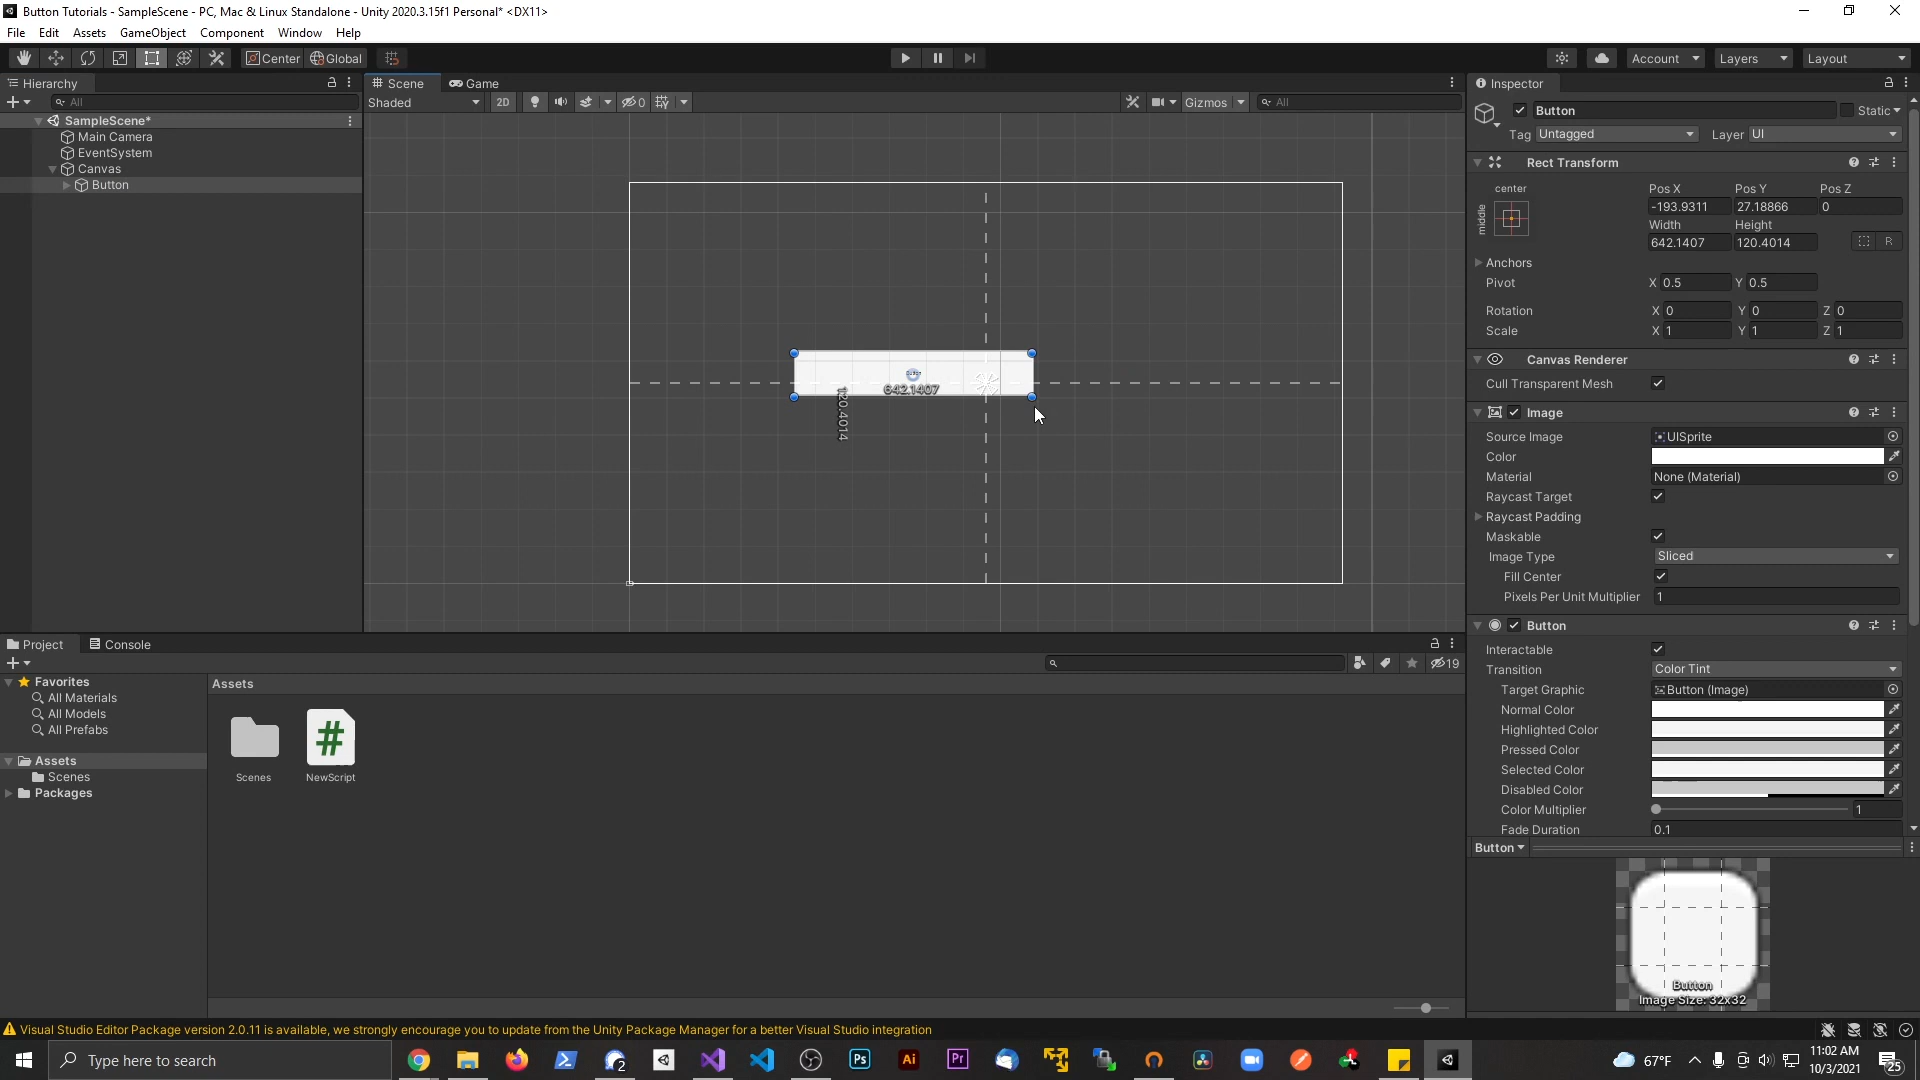 Button Tutorials - SampleScene - PC, Mac & Linux Standalone - Unity 2020.3.15f1 Personal* <DX11>
File Edit Assets GameObject Component Window Help
Center Global
Account Layers Layout
Hierarchy
All
SampleScene*
Main Camera
EventSystem
Canvas
Button
Scene Game
Shaded 2D 0 Gizmos All
642.1407
120.4014
Inspector
Button Static
Tag Untagged Layer UI
Rect Transform
center
middle
Pos X Pos Y Pos Z
-193.9311 27.18866 0
Width Height
642.1407 120.4014 R
Anchors
Pivot X 0.5 Y 0.5
Rotation X 0 Y 0 Z 0
Scale X 1 Y 1 Z 1
Canvas Renderer
Cull Transparent Mesh
Image
Source Image UISprite
Color
Material None (Material)
Raycast Target
Raycast Padding
Maskable
Image Type Sliced
Fill Center
Pixels Per Unit Multiplier 1
Button
Interactable
Transition Color Tint
Target Graphic Button (Image)
Normal Color
Highlighted Color
Pressed Color
Selected Color
Disabled Color
Color Multiplier 1
Fade Duration 0.1
Button
Button
Image Size: 32x32
Project Console
19
Favorites
All Materials
All Models
All Prefabs
Assets
Scenes
Packages
Assets
Scenes NewScript
Visual Studio Editor Package version 2.0.11 is available, we strongly encourage you to update from the Unity Package Manager for a better Visual Studio integration
Type here to search
2
Ps Ai Pr
67°F
11:02 AM
10/3/2021
25